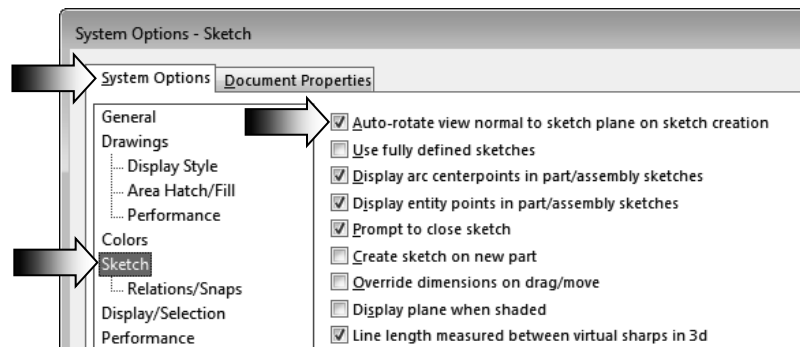 System Options - Sketch
System Options
Document Properties
General
Drawings
Display Style
Area Hatch/Fill
Performance
Colors
Sketch
Relations/Snaps
Display/Selection
Performance
Auto-rotate view normal to sketch plane on sketch creation
Use fully defined sketches
Display arc centerpoints in part/assembly sketches
Display entity points in part/assembly sketches
Prompt to close sketch
Create sketch on new part
Override dimensions on drag/move
Display plane when shaded
Line length measured between virtual sharps in 3d